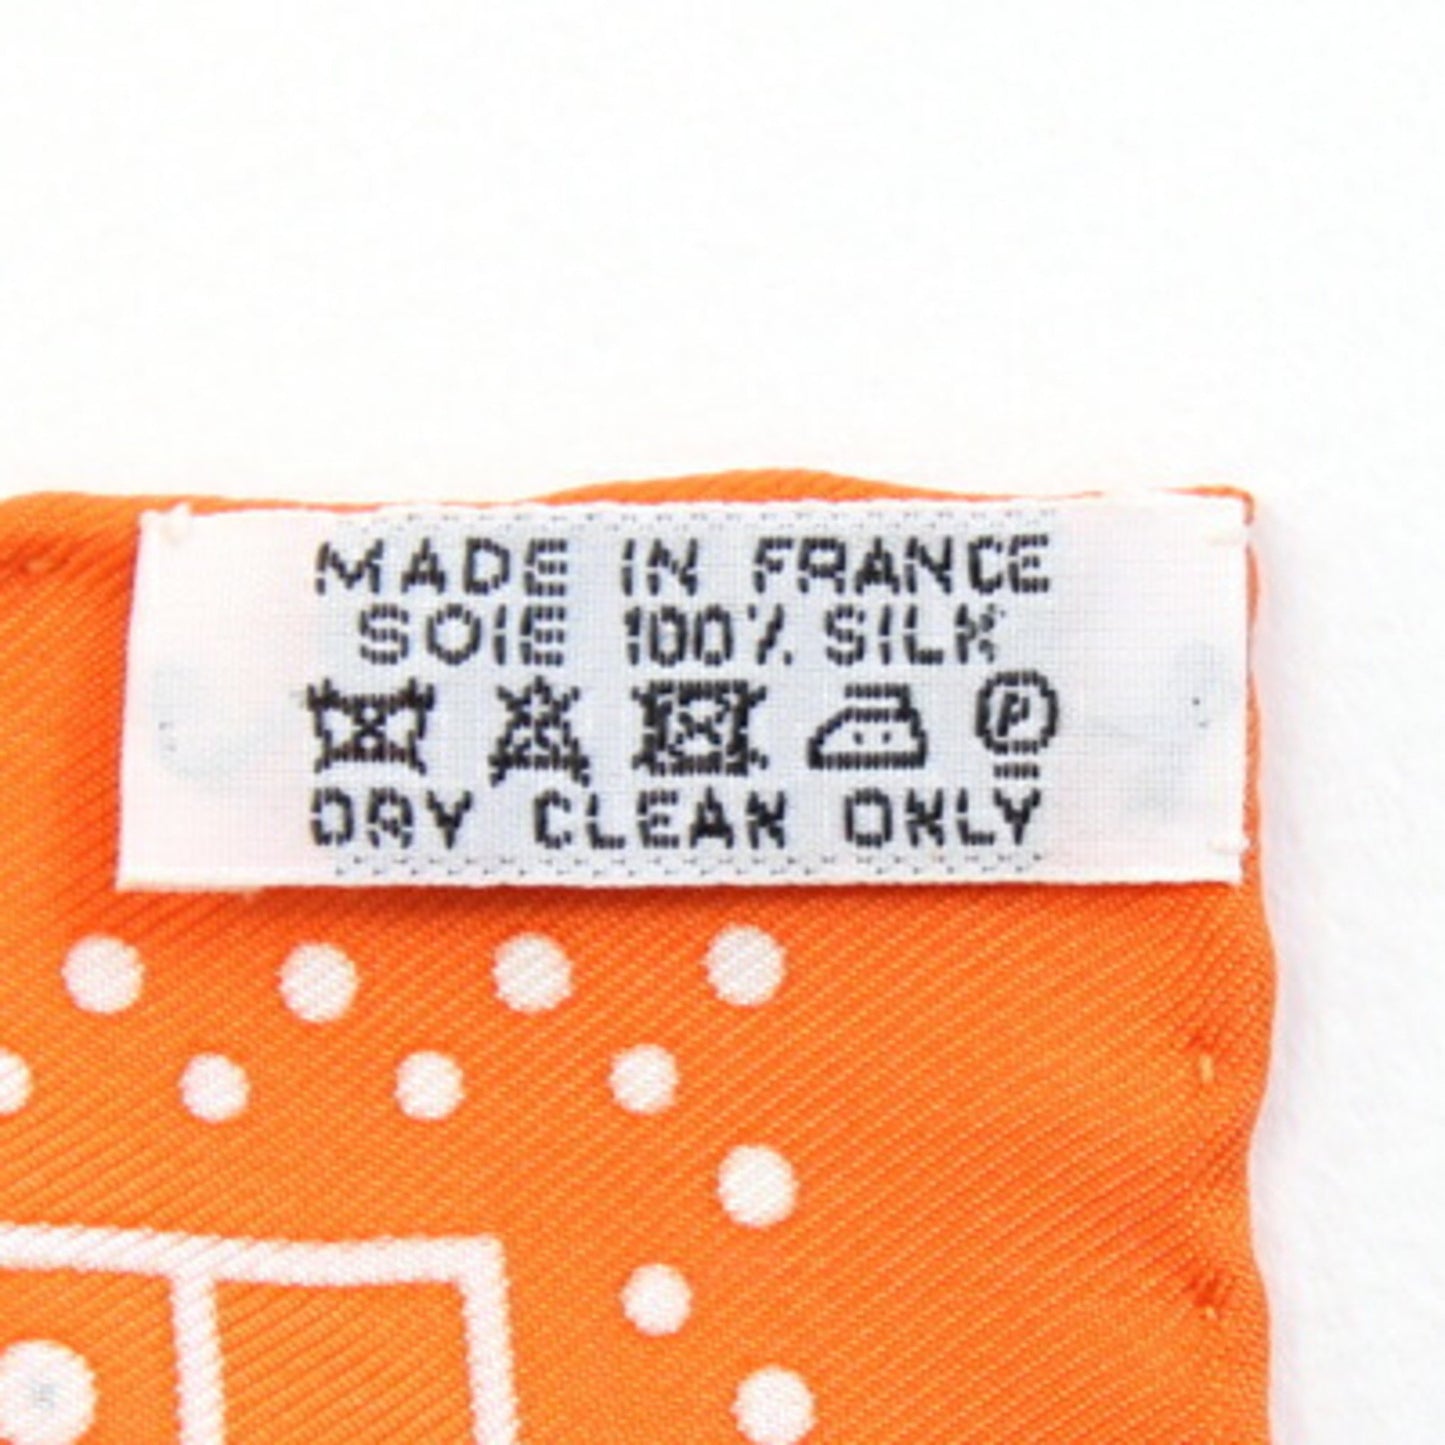 MADE IN FRANCE
SOIE 100% SILK
P
DRY CLEAN ONLY